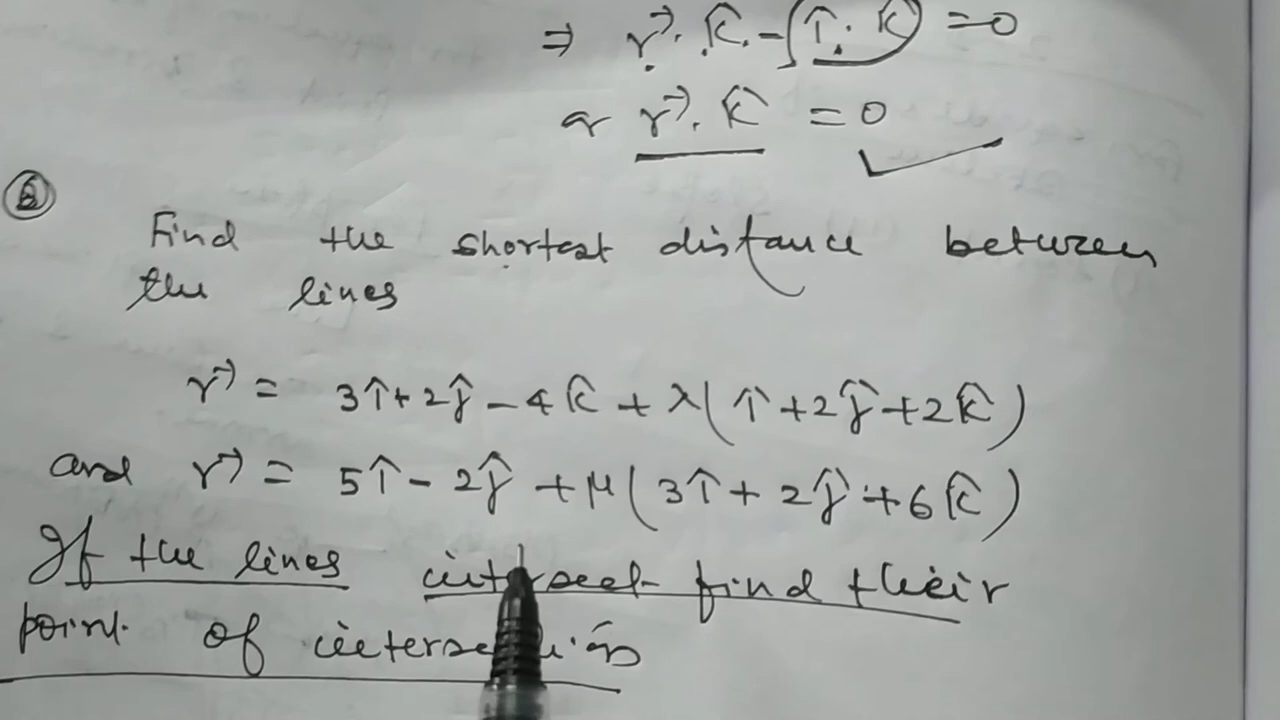 ⇒ r⃗. k̂. - (î. k̂) = 0
or r⃗. k̂ = 0
⑥
Find the shortest distance between
the lines
r⃗ = 3î + 2ĵ - 4k̂ + λ( î + 2ĵ + 2k̂ )
and r⃗ = 5î - 2ĵ + μ( 3î + 2ĵ + 6k̂ )
If the lines intersect find their
point of intersection